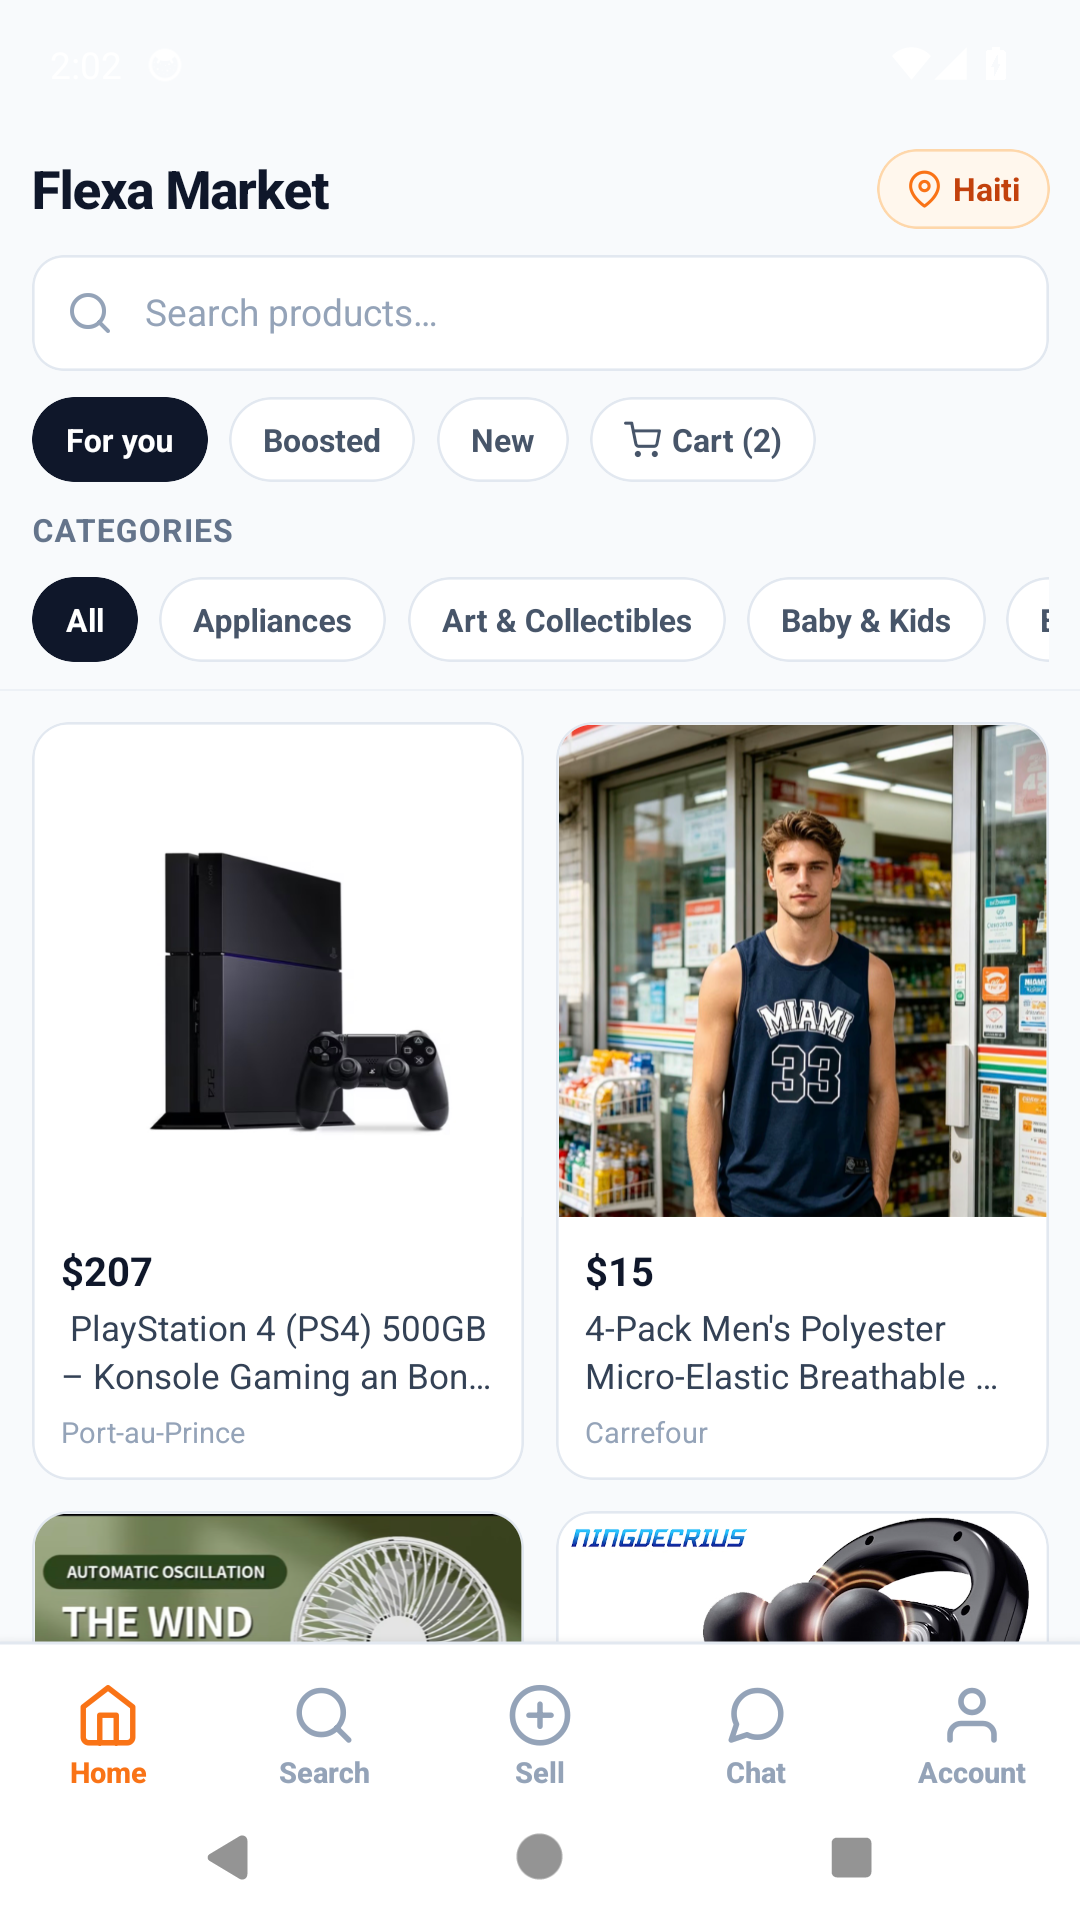 2:02
Flexa Market
Haiti
Search products...
For you
Boosted
New
Cart (2)
CATEGORIES
All
Appliances
Art & Collectibles
Baby & Kids
MIAMI
33
$207
PlayStation 4 (PS4) 500GB
– Konsole Gaming an Bon...
Port-au-Prince
$15
4-Pack Men's Polyester
Micro-Elastic Breathable ...
Carrefour
AUTOMATIC OSCILLATION
THE WIND
NINGDECRIUS
Home
Search
Sell
Chat
Account